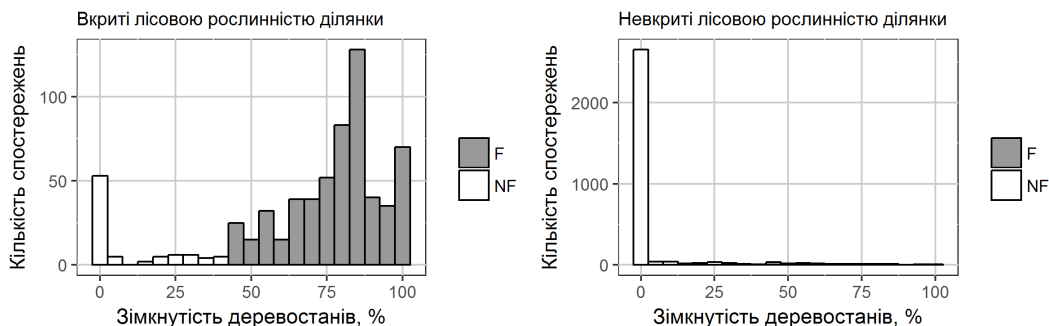 Вкриті лісовою рослинністю ділянки
Кількість спостережень
100
50
0
0 25 50 75 100
Зімкнутість деревостанів, %
F
NF
Невкриті лісовою рослинністю ділянки
Кількість спостережень
2000
1000
0
0 25 50 75 100
Зімкнутість деревостанів, %
F
NF